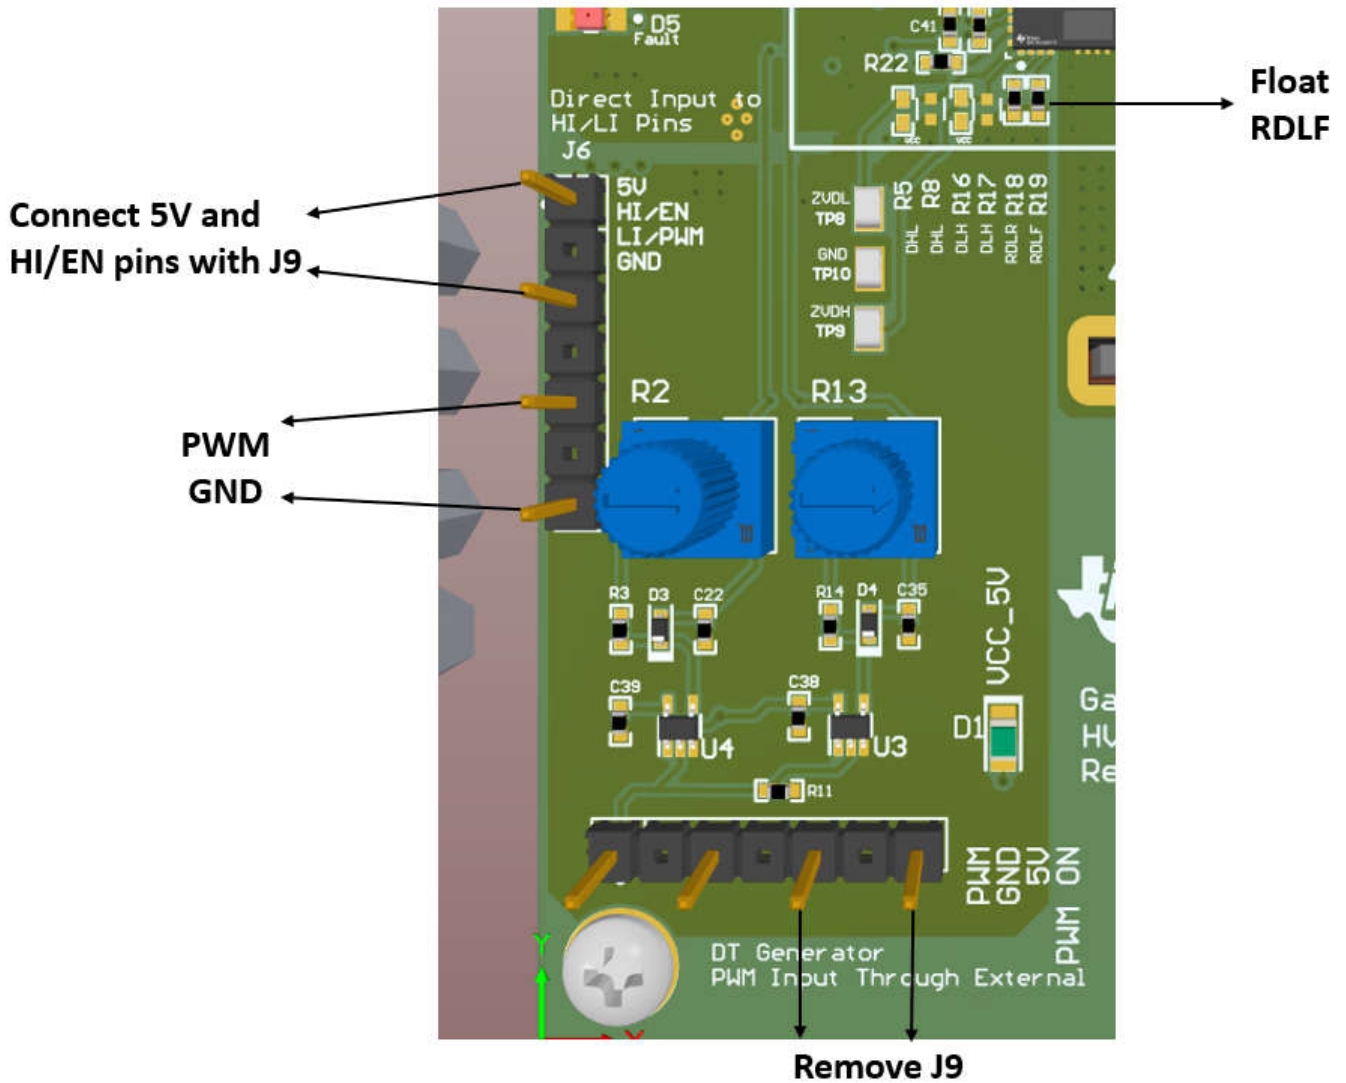 D5
Fault
C41
R22
Float
RDLF
Direct Input to
HI/LI Pins
J6
5V
HI/EN
LI/PWM
GND
Connect 5V and
HI/EN pins with J9
ZVDL
TP8
GND
TP10
ZVDH
TP9
R5
R8
R16
R17
R18
R19
DHL
DHL
DLH
DLH
RDLR
RDLF
PWM
GND
R2
R13
R3
D3
C22
R14
D4
C35
VCC_5V
C39
C38
U4
U3
D1
Ga
HV
Re
R11
PWM
GND
5V
PWM ON
DT Generator
PWM Input Through External
Y
X
Remove J9